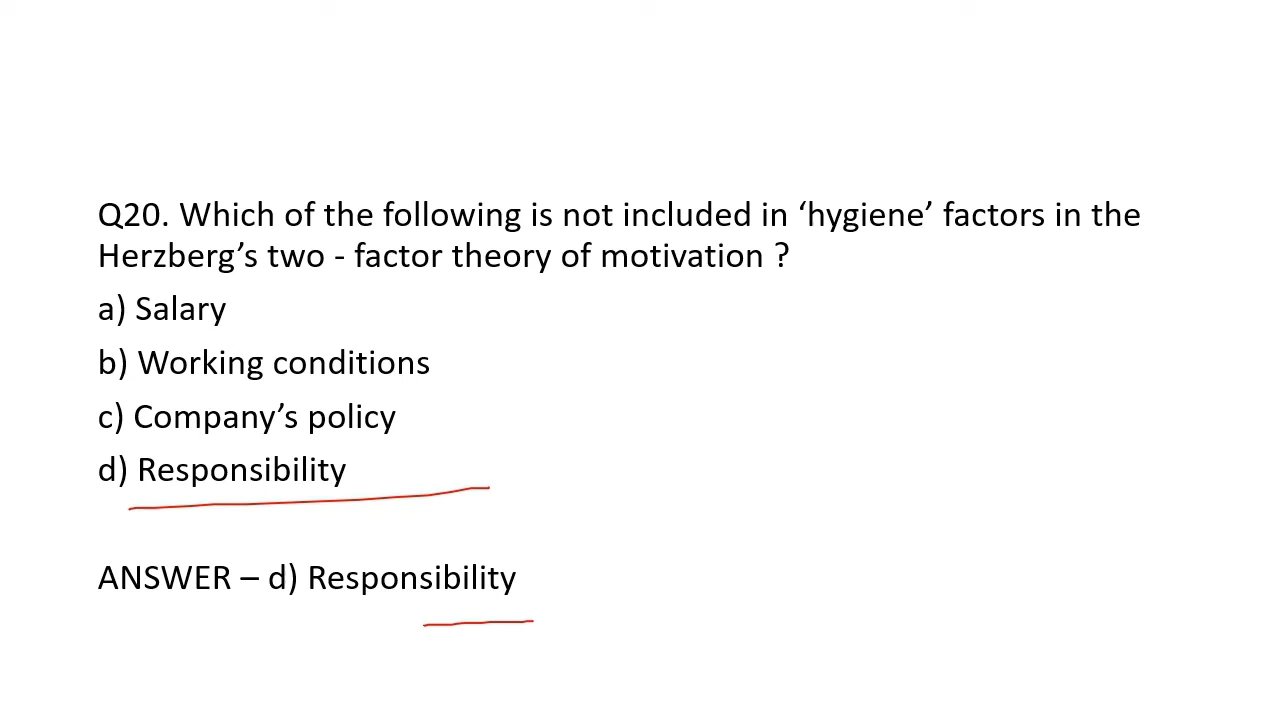 Q20. Which of the following is not included in ‘hygiene’ factors in the
Herzberg’s two - factor theory of motivation ?
a) Salary
b) Working conditions
c) Company’s policy
d) Responsibility
ANSWER – d) Responsibility